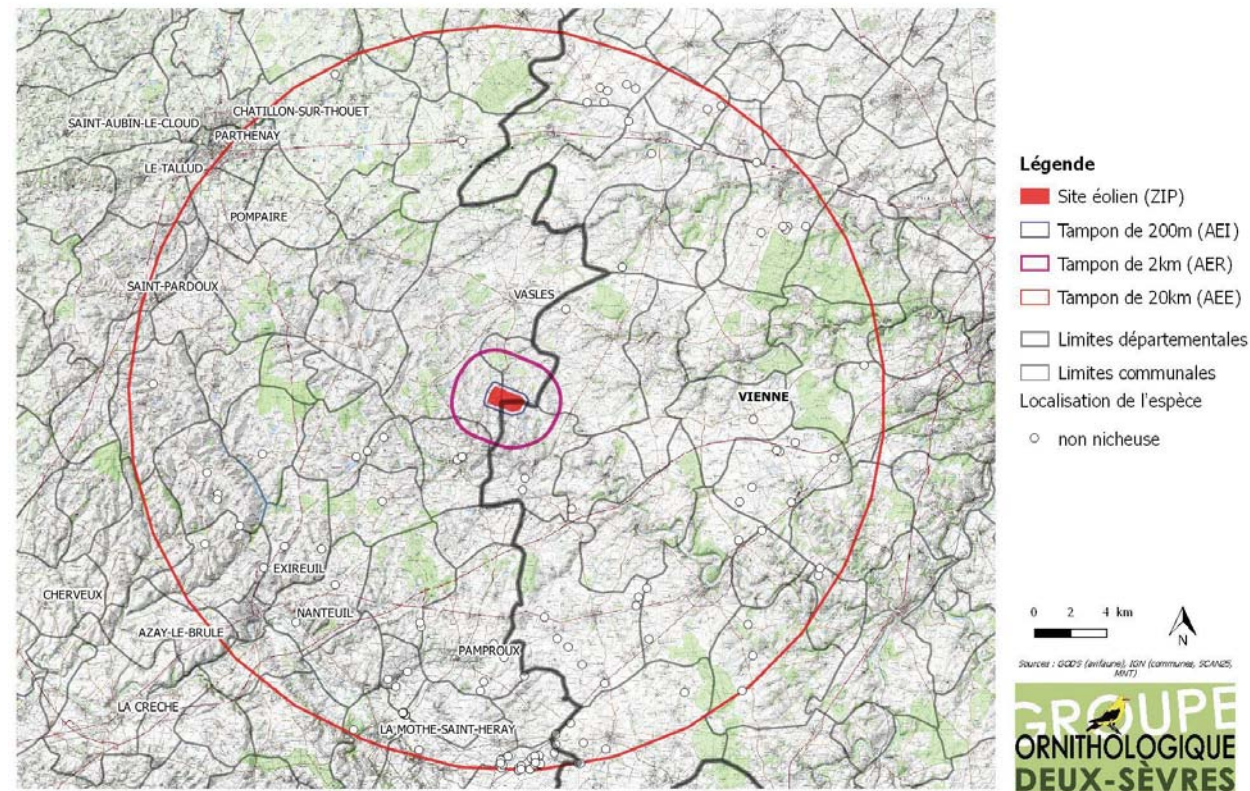 CHATILLON-SUR-THOUET
SAINT-AUBIN-LE-CLOUD
PARTHENAY
LE TALLUD
POMPAIRE
SAINT-PARDOUX
VASLES
VIENNE
EXIREUIL
CHERVEUX
NANTEUIL
AZAY-LE-BRULE
PAMPROUX
LA CRECHE
LA MOTHE-SAINT-HERAY
Légende
Site éolien (ZIP)
Tampon de 200m (AEI)
Tampon de 2km (AER)
Tampon de 20km (AEE)
Limites départementales
Limites communales
Localisation de l'espèce
non nicheuse
0 2 4 km
N
Sources : GODS (avifaune), IGN (communes, SCAN25,
MNT)
GROUPE
ORNITHOLOGIQUE
DEUX-SÈVRES